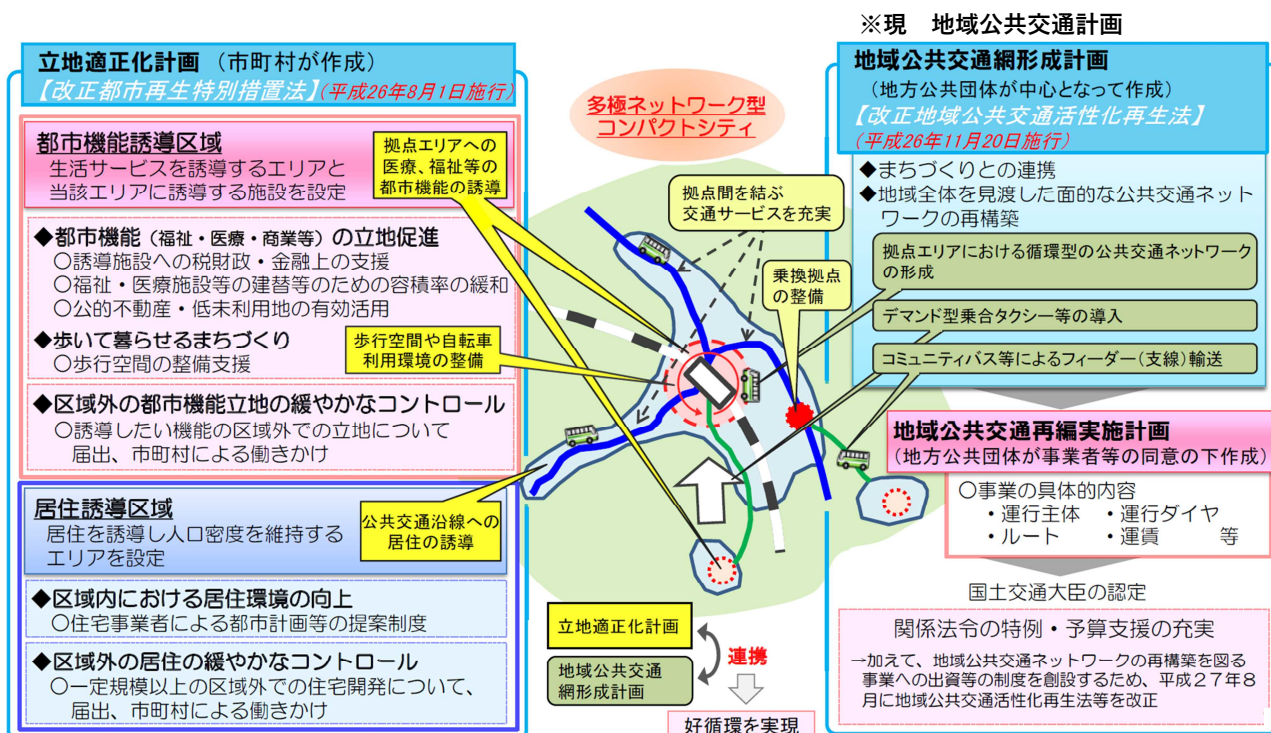 ※現　地域公共交通計画
立地適正化計画 （市町村が作成）
【改正都市再生特別措置法】(平成26年8月1日施行)
都市機能誘導区域
生活サービスを誘導するエリアと
当該エリアに誘導する施設を設定
◆都市機能（福祉・医療・商業等）の立地促進
○誘導施設への税財政・金融上の支援
○福祉・医療施設等の建替等のための容積率の緩和
○公的不動産・低未利用地の有効活用
◆歩いて暮らせるまちづくり
○歩行空間の整備支援
◆区域外の都市機能立地の緩やかなコントロール
○誘導したい機能の区域外での立地について
届出、市町村による働きかけ
居住誘導区域
居住を誘導し人口密度を維持する
エリアを設定
◆区域内における居住環境の向上
○住宅事業者による都市計画等の提案制度
◆区域外の居住の緩やかなコントロール
○一定規模以上の区域外での住宅開発について、
届出、市町村による働きかけ
多極ネットワーク型
コンパクトシティ
拠点エリアへの
医療、福祉等の
都市機能の誘導
拠点間を結ぶ
交通サービスを充実
乗換拠点
の整備
歩行空間や自転車
利用環境の整備
公共交通沿線への
居住の誘導
立地適正化計画
地域公共交通
網形成計画
連携
好循環を実現
地域公共交通網形成計画
（地方公共団体が中心となって作成）
【改正地域公共交通活性化再生法】
(平成26年11月20日施行)
◆まちづくりとの連携
◆地域全体を見渡した面的な公共交通ネット
ワークの再構築
拠点エリアにおける循環型の公共交通ネットワーク
の形成
デマンド型乗合タクシー等の導入
コミュニティバス等によるフィーダー（支線）輸送
地域公共交通再編実施計画
（地方公共団体が事業者等の同意の下作成）
○事業の具体的内容
・運行主体　・運行ダイヤ
・ルート　・運賃　等
国土交通大臣の認定
関係法令の特例・予算支援の充実
→加えて、地域公共交通ネットワークの再構築を図る
事業への出資等の制度を創設するため、平成２７年８
月に地域公共交通活性化再生法等を改正